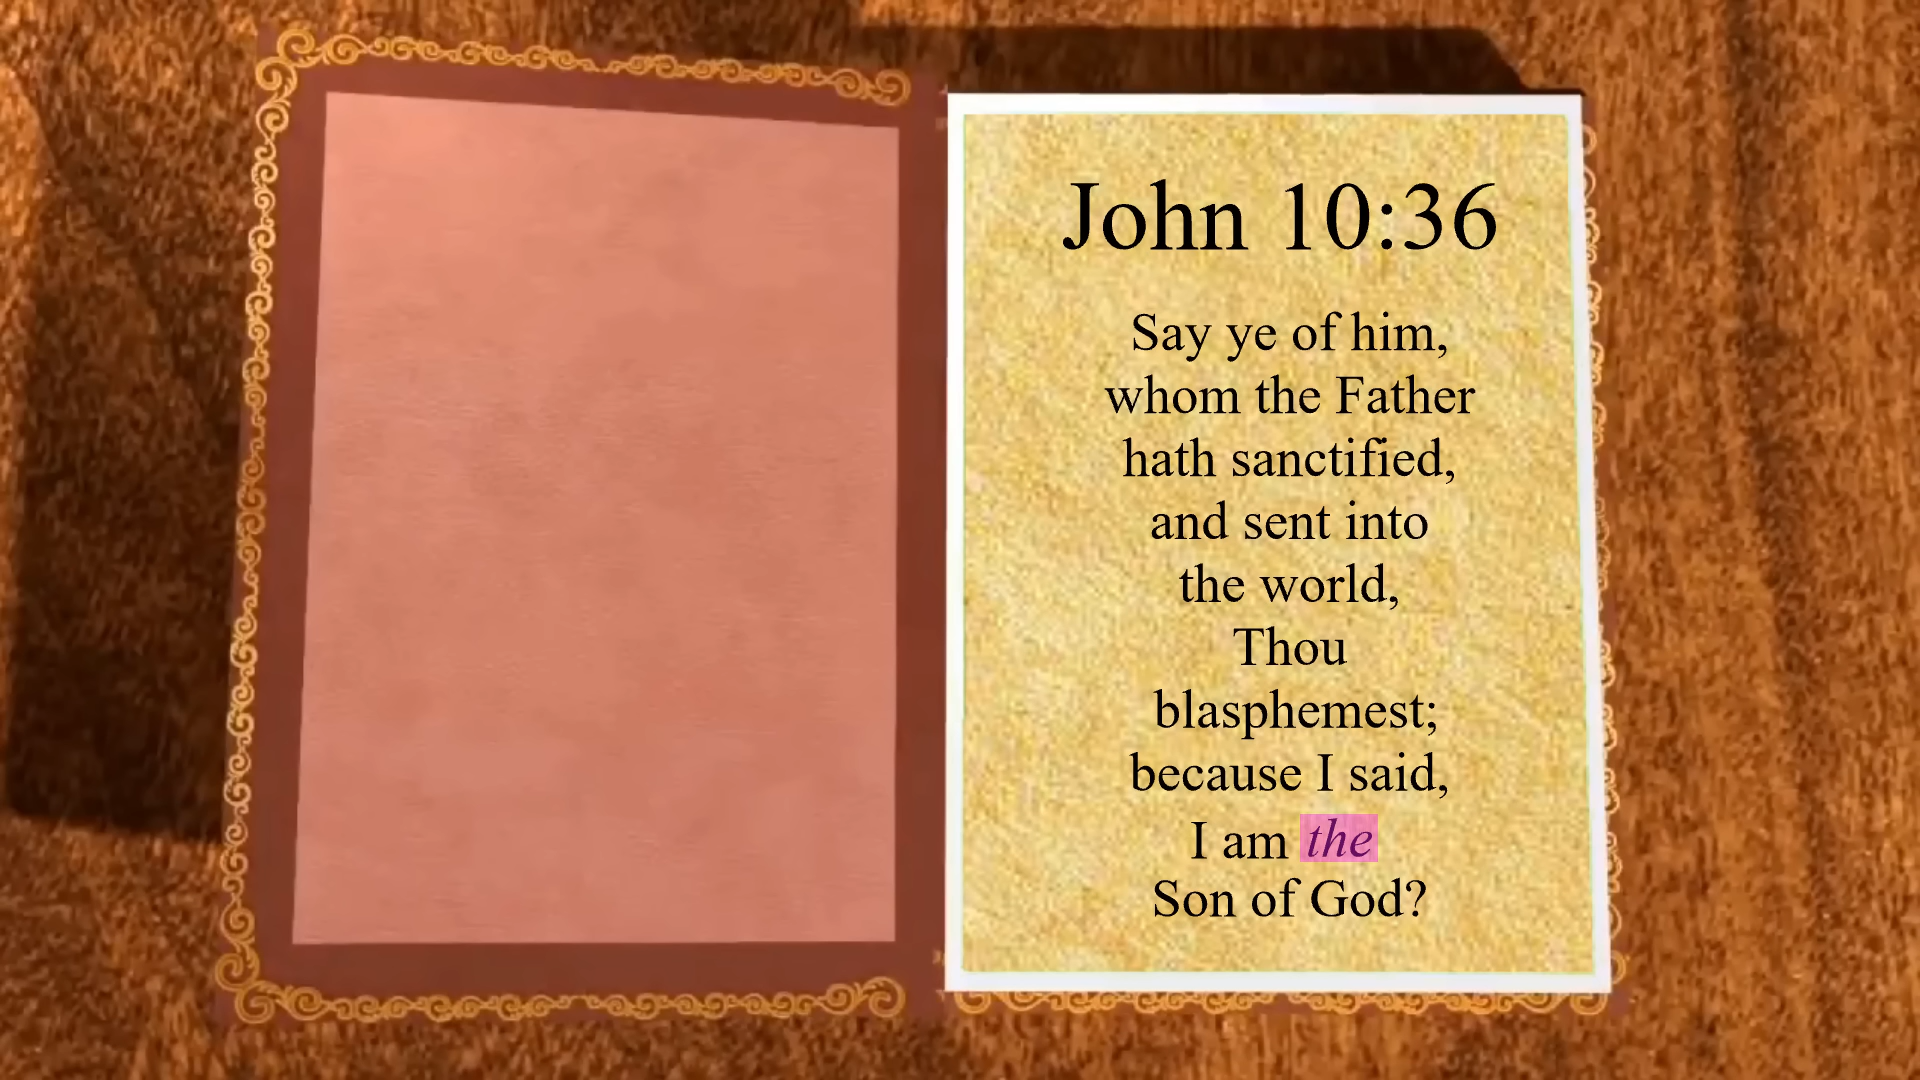 John 10:36
Say ye of him,
whom the Father
hath sanctified,
and sent into
the world,
Thou
blasphemest;
because I said,
I am the
Son of God?